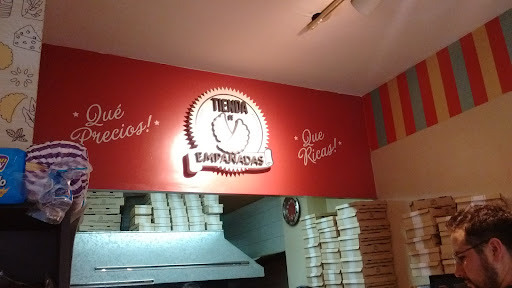 Qué
Precios!
TIENDA
DE
EMPANADAS
Que
Ricas!